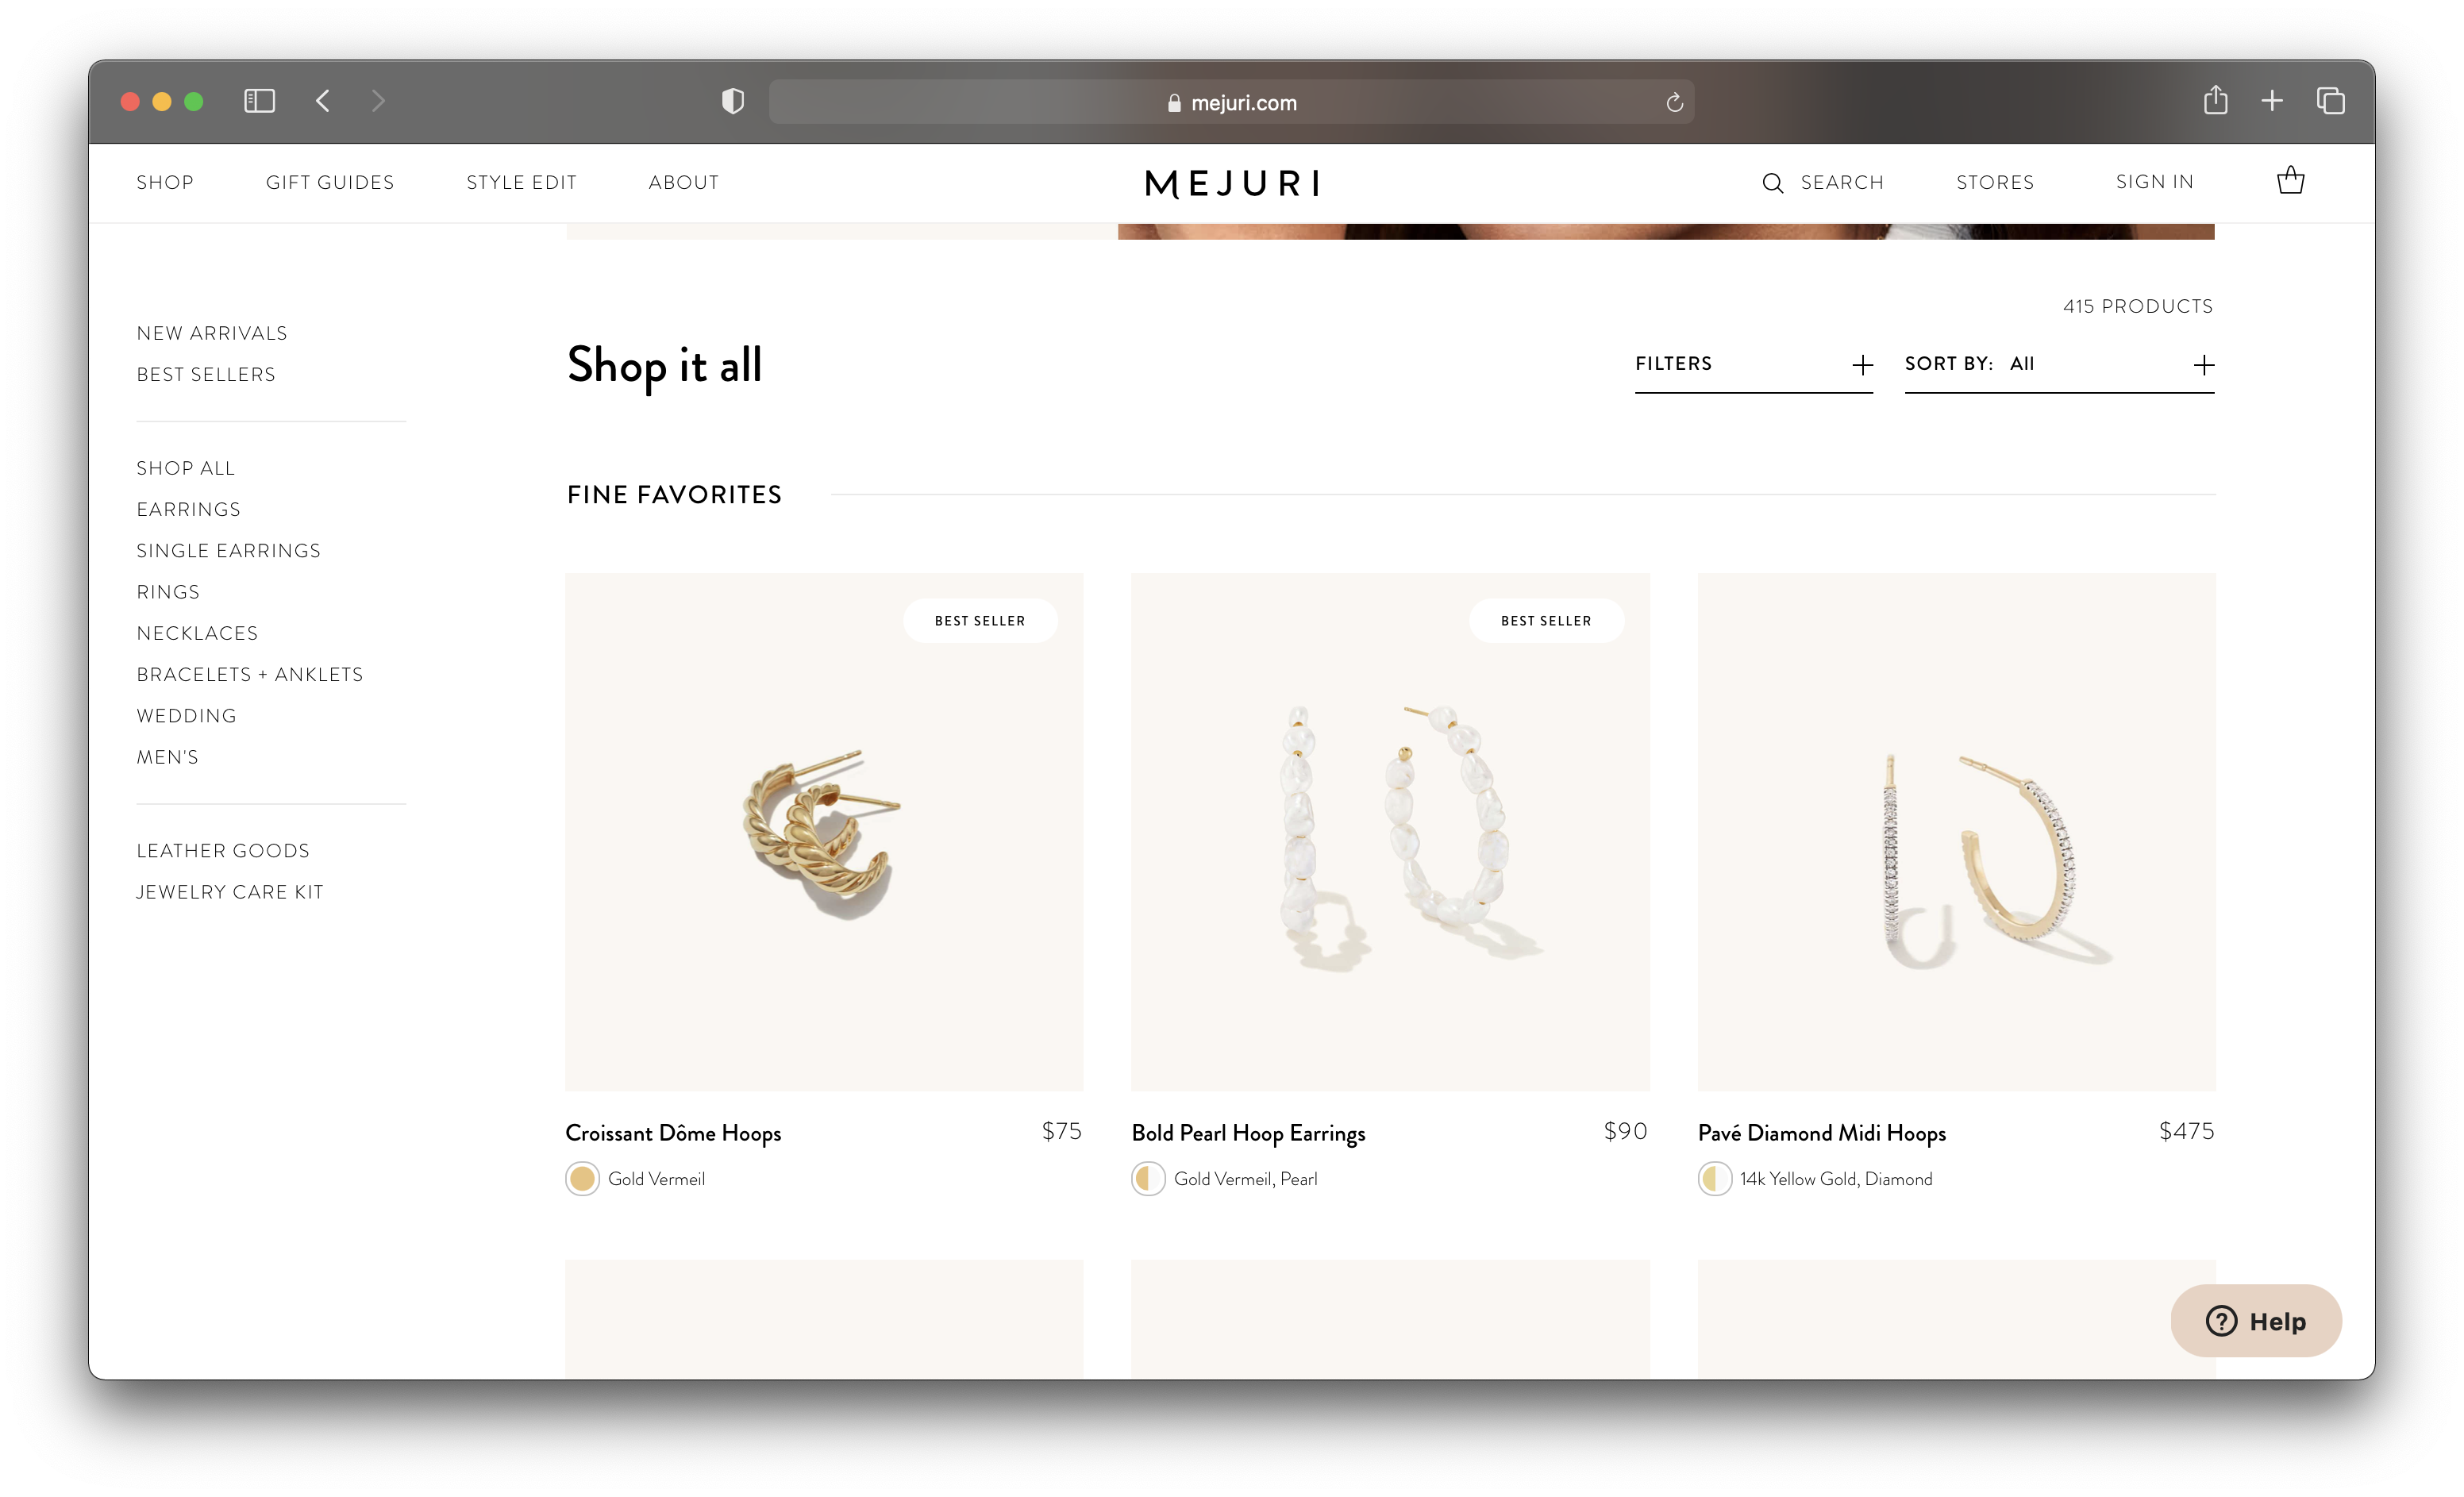 mejuri.com
SHOP GIFT GUIDES STYLE EDIT ABOUT MEJURI SEARCH STORES SIGN IN
NEW ARRIVALS
BEST SELLERS
SHOP ALL
EARRINGS
SINGLE EARRINGS
RINGS
NECKLACES
BRACELETS + ANKLETS
WEDDING
MEN'S
LEATHER GOODS
JEWELRY CARE KIT
415 PRODUCTS
Shop it all
FILTERS + SORT BY: All +
FINE FAVORITES
BEST SELLER
Croissant Dôme Hoops $75
Gold Vermeil
BEST SELLER
Bold Pearl Hoop Earrings $90
Gold Vermeil, Pearl
Pavé Diamond Midi Hoops $475
14k Yellow Gold, Diamond
? Help